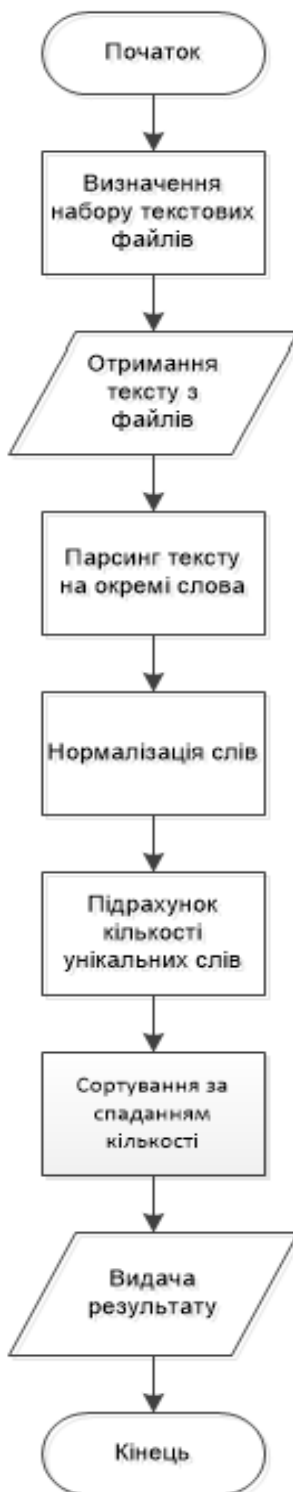 Початок
Визначення
набору текстових
файлів
Отримання
тексту з
файлів
Парсинг тексту
на окремі слова
Нормалізація слів
Підрахунок
кількості
унікальних слів
Сортування за
спаданням
кількості
Видача
результату
Кінець